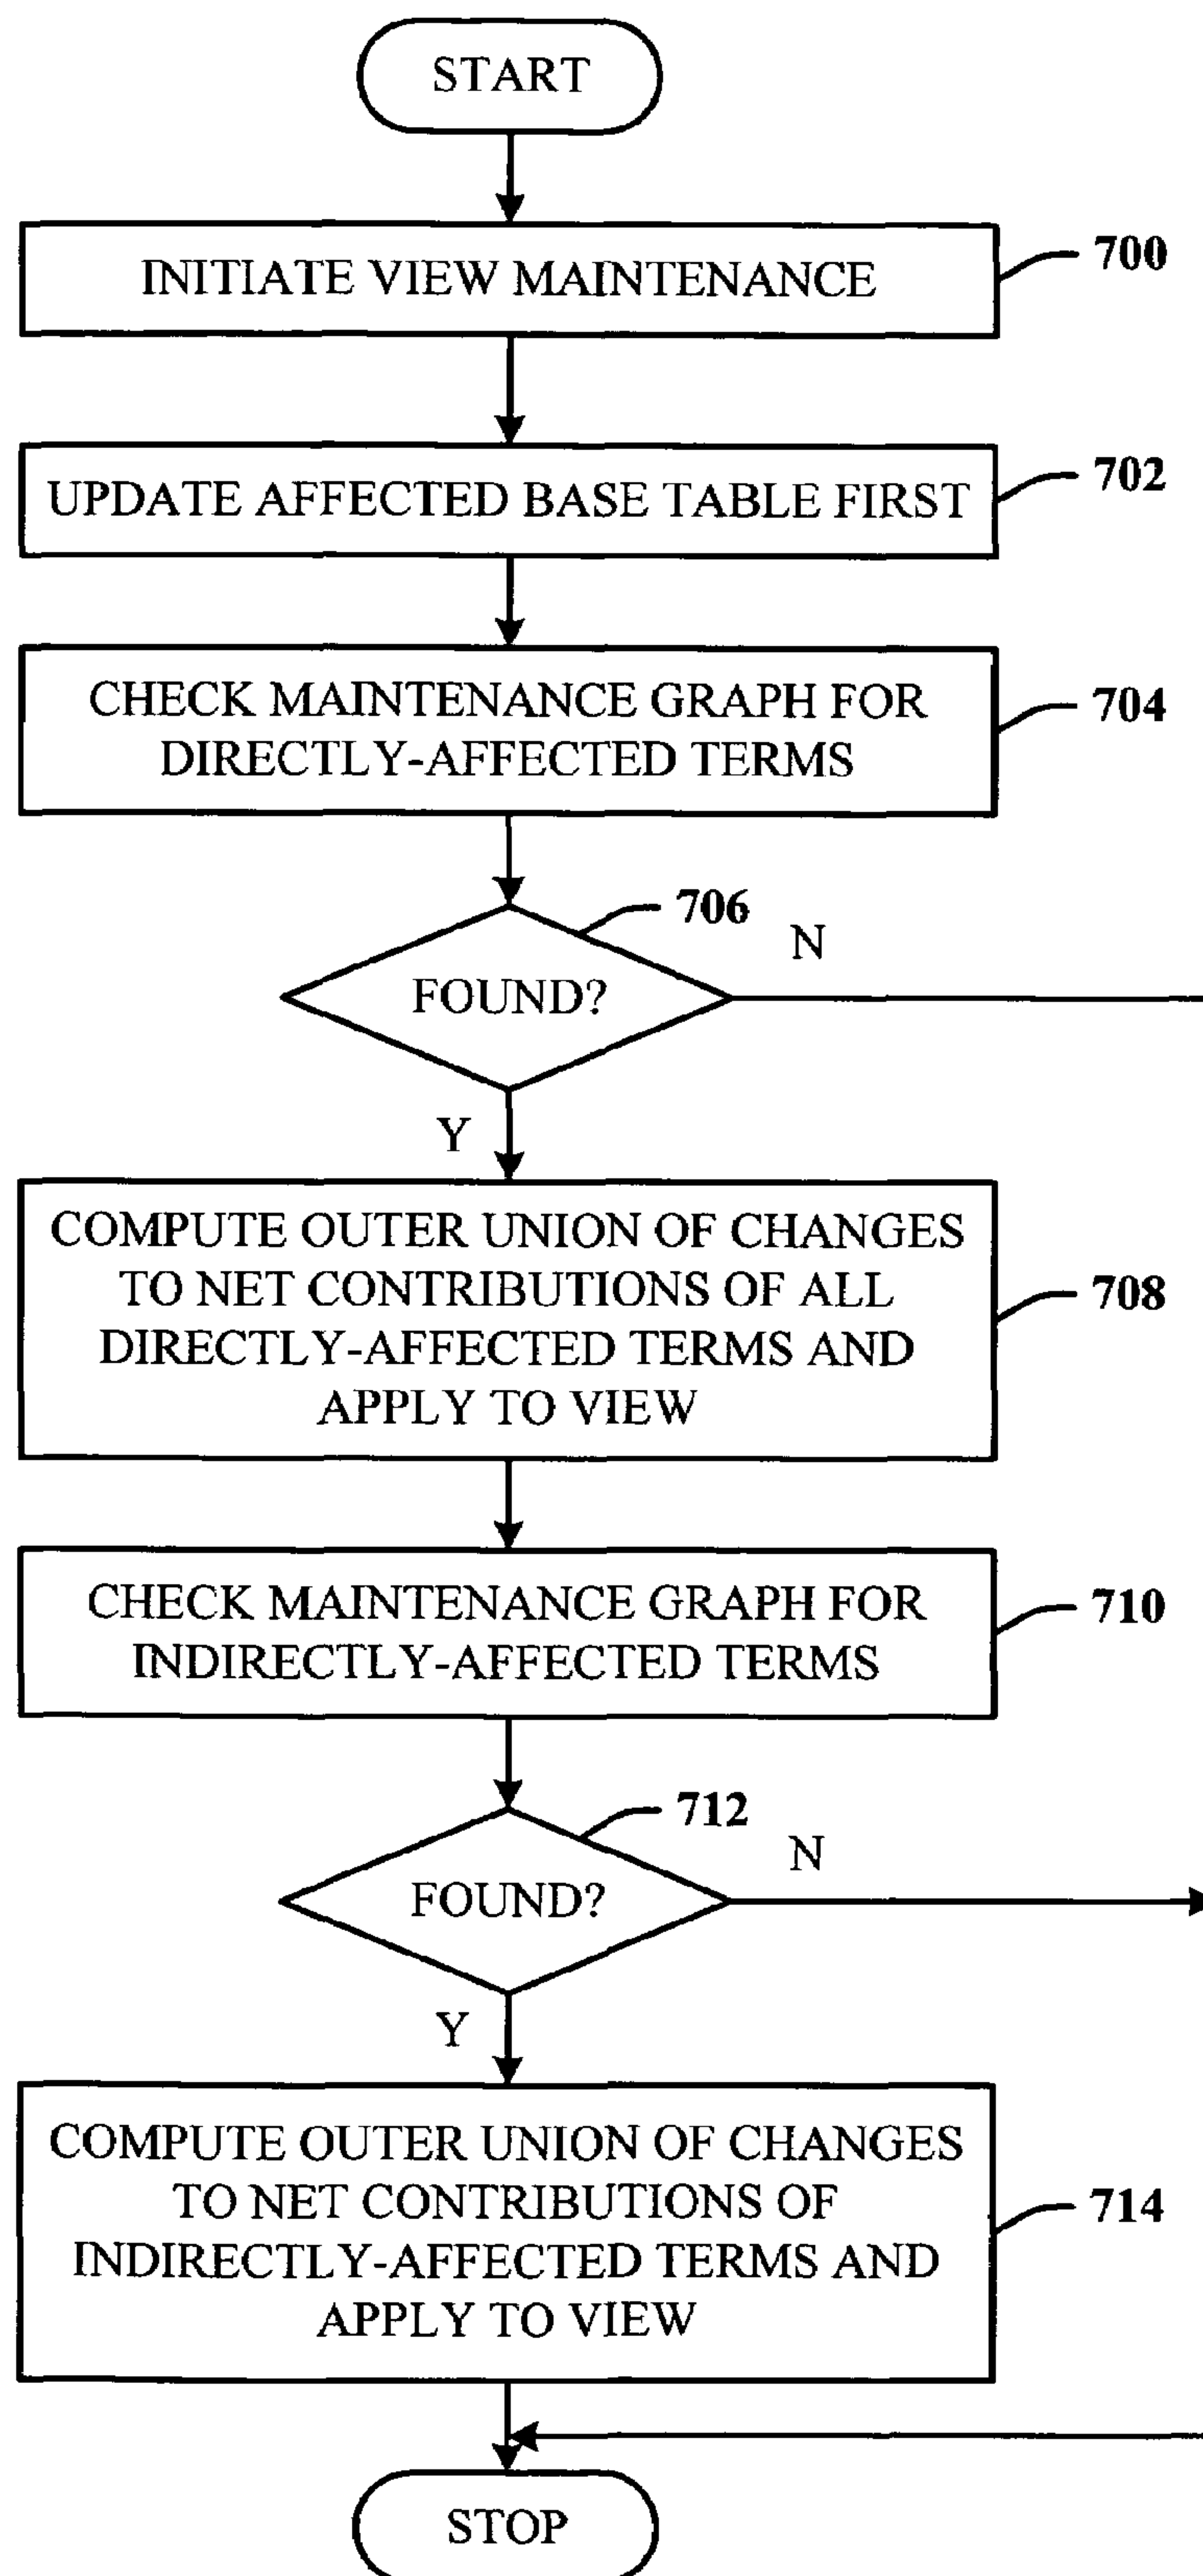 START
INITIATE VIEW MAINTENANCE
700
UPDATE AFFECTED BASE TABLE FIRST
702
CHECK MAINTENANCE GRAPH FOR
DIRECTLY-AFFECTED TERMS
704
706
N
FOUND?
Y
COMPUTE OUTER UNION OF CHANGES
TO NET CONTRIBUTIONS OF ALL
DIRECTLY-AFFECTED TERMS AND
APPLY TO VIEW
708
CHECK MAINTENANCE GRAPH FOR
INDIRECTLY-AFFECTED TERMS
710
712
N
FOUND?
Y
COMPUTE OUTER UNION OF CHANGES
TO NET CONTRIBUTIONS OF
INDIRECTLY-AFFECTED TERMS AND
APPLY TO VIEW
714
STOP